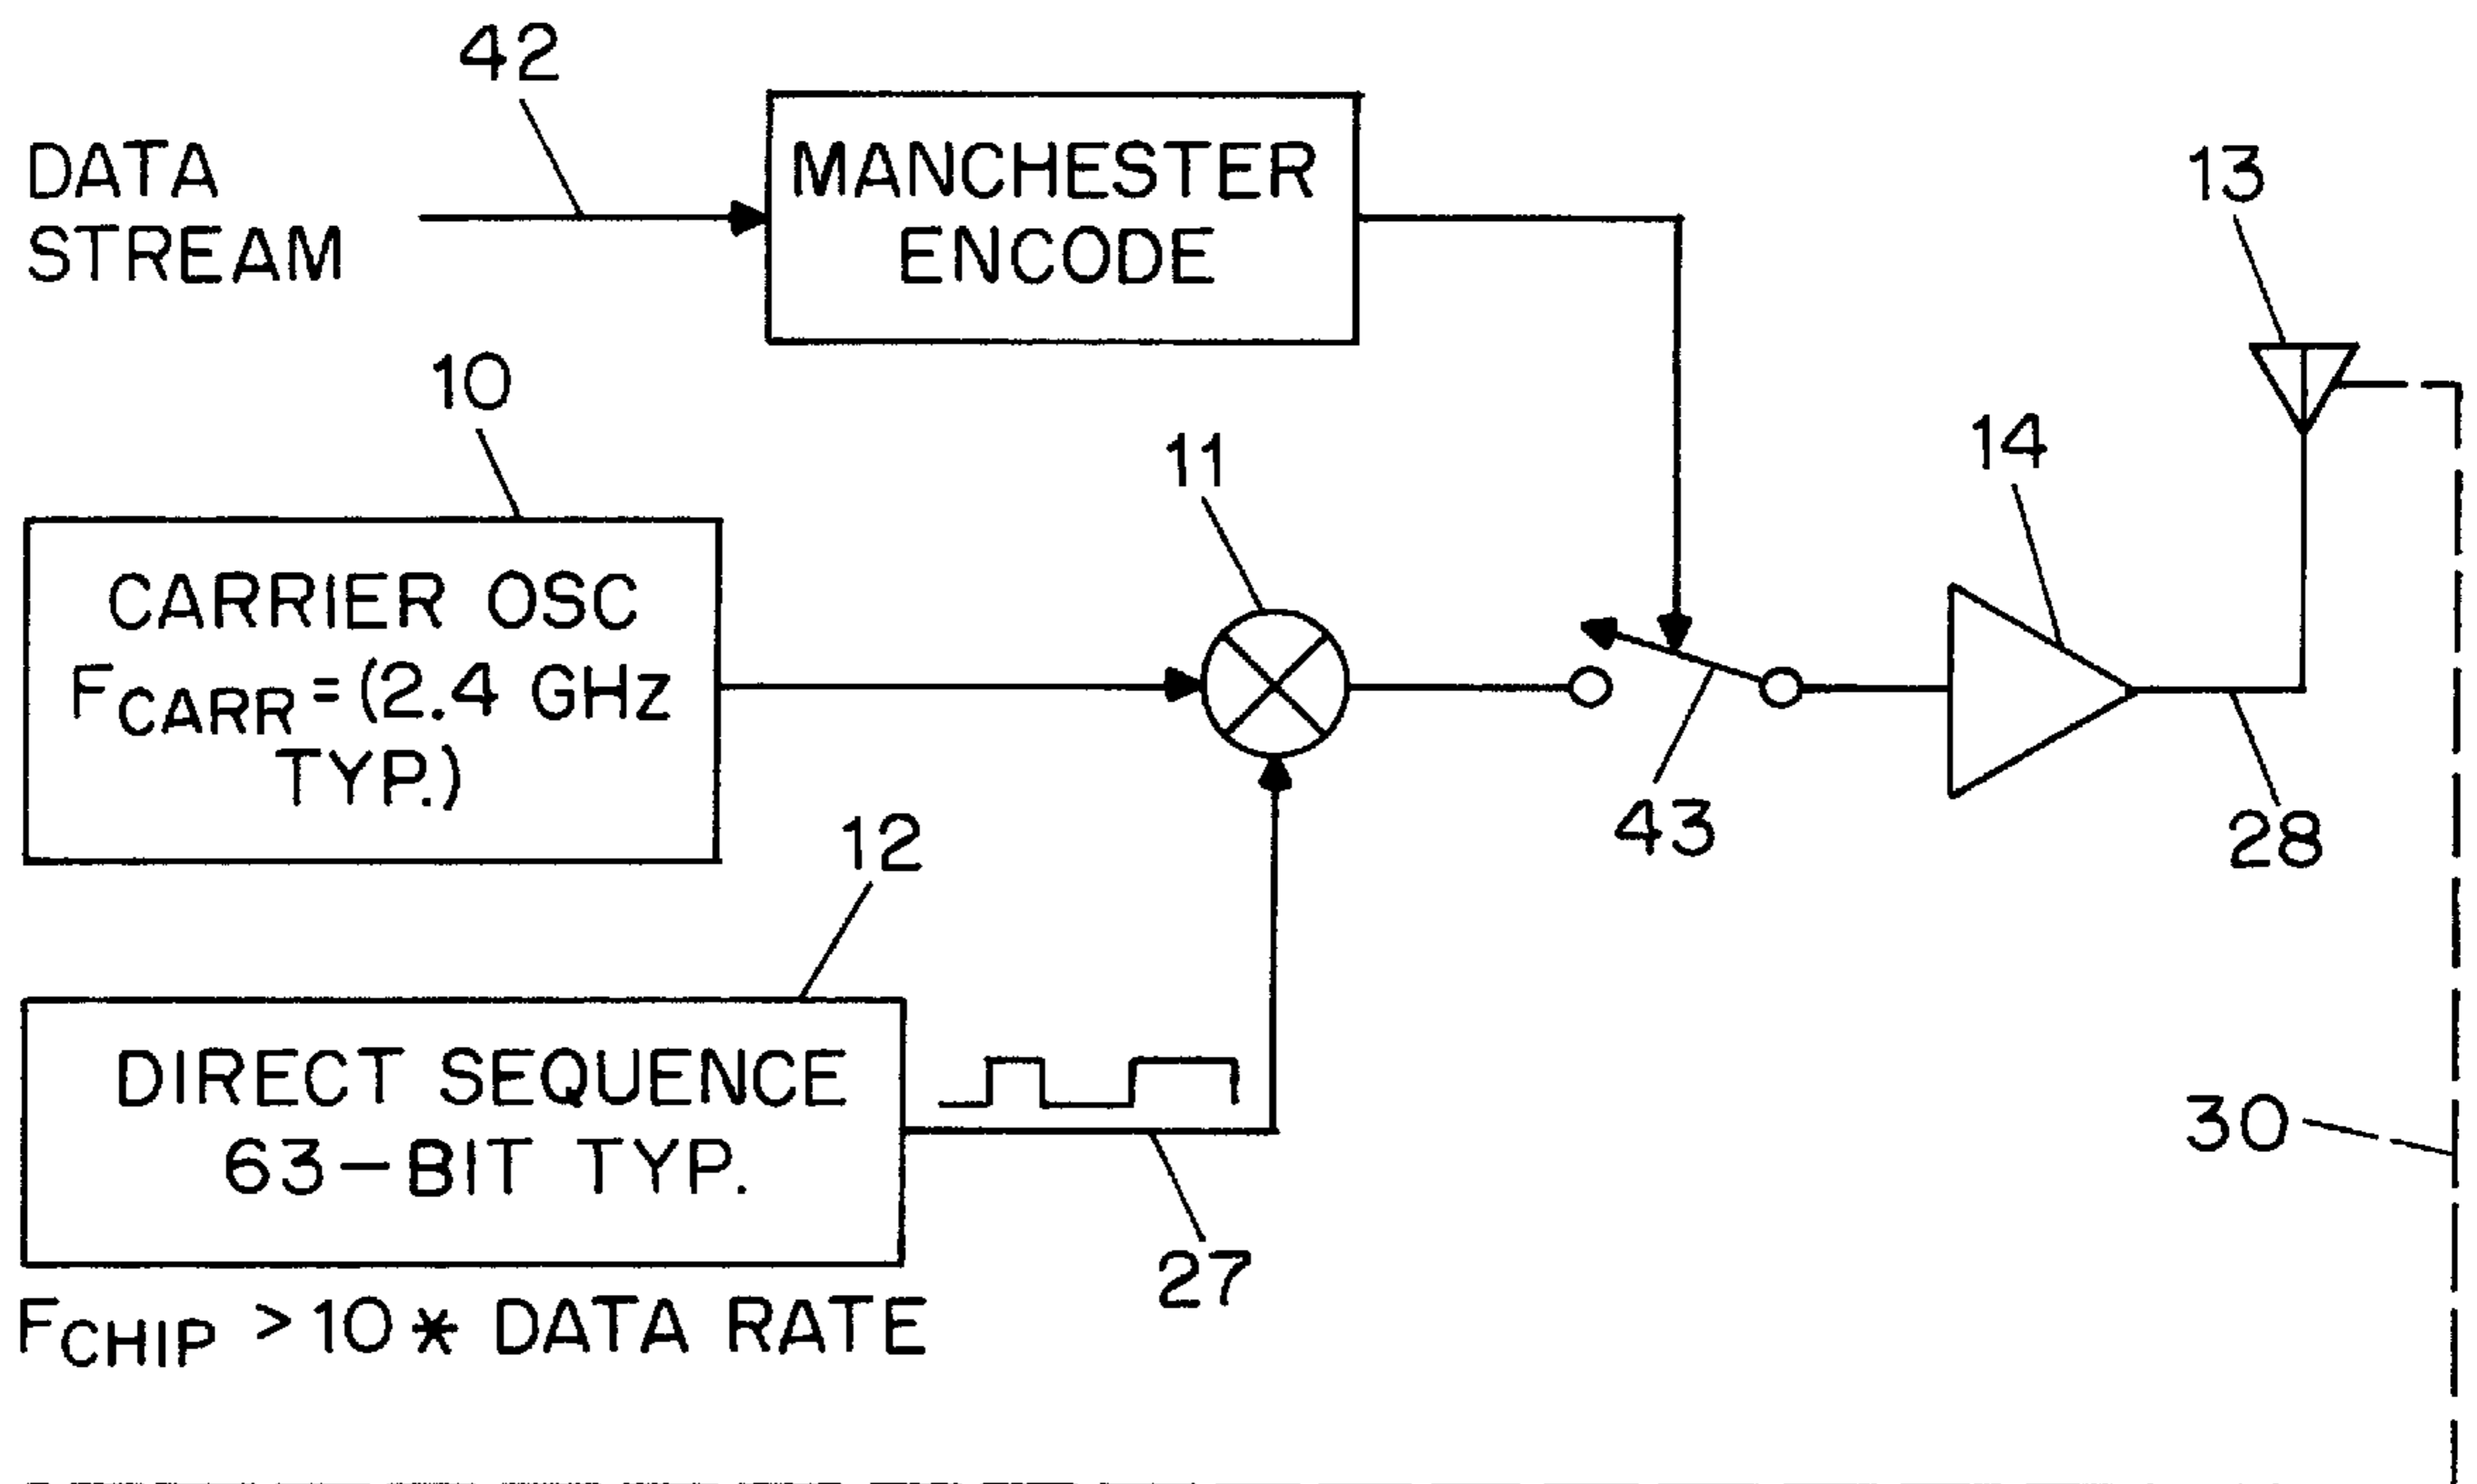 42
DATA
STREAM
MANCHESTER
ENCODE
13
10
11
14
CARRIER OSC
FCARR = (2.4 GHZ
TYP.)
43
28
12
DIRECT SEQUENCE
63-BIT TYP.
27
30
FCHIP > 10 * DATA RATE